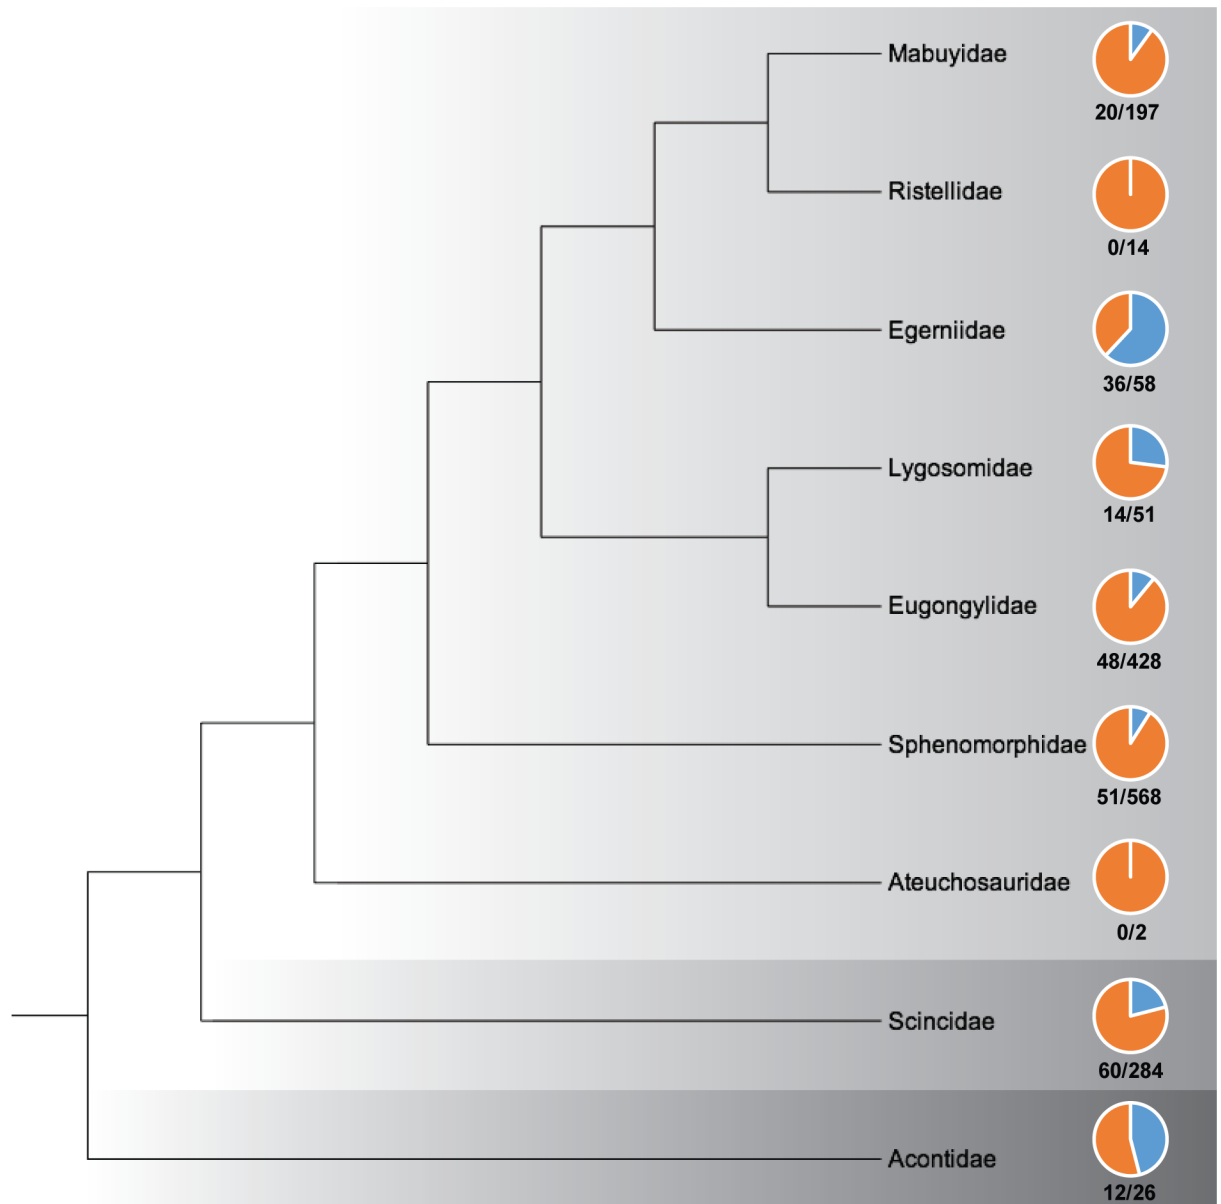 Mabuyidae
20/197
Ristellidae
0/14
Egerniidae
36/58
Lygosomidae
14/51
Eugongylidae
48/428
Sphenomorphidae
51/568
Ateuchosauridae
0/2
Scincidae
60/284
Acontidae
12/26